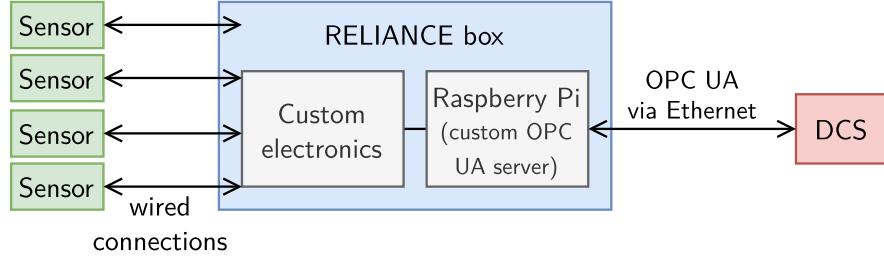 Sensor
Sensor
Sensor
Sensor
wired
connections
RELIANCE box
Custom
electronics
Raspberry Pi
(custom OPC
UA server)
OPC UA
via Ethernet
DCS